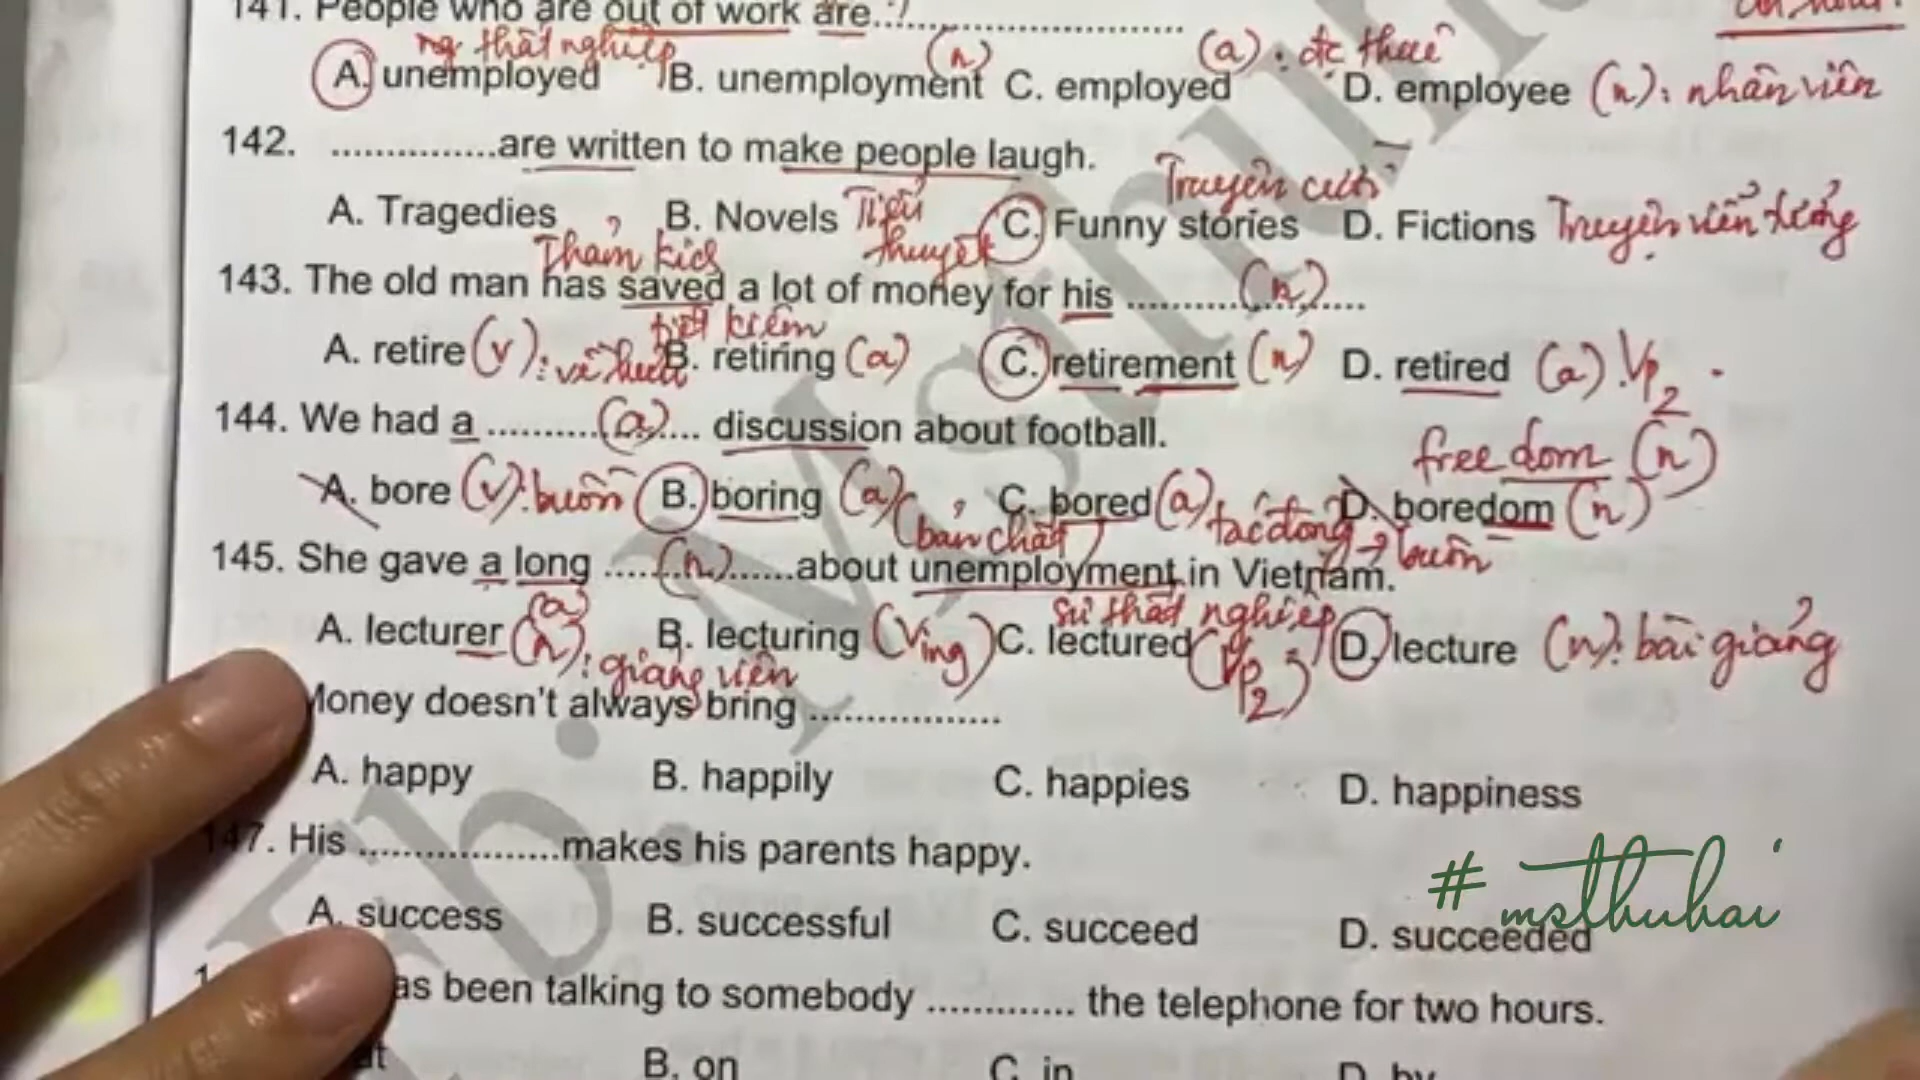 141. People who are out of work are..!.............................
ng. thất nghiệp (n) (a): đc thuê
A. unemployed B. unemployment C. employed D. employee (n): nhân viên
142. ...............are written to make people laugh.
Truyện cười
A. Tragedies B. Novels Tiểu thuyết C. Funny stories D. Fictions Truyện viễn tưởng
Thảm kịch
143. The old man has saved a lot of money for his ..........(n)......
tiết kiệm
A. retire (v): về hưu B. retiring (a) C. retirement (n) D. retired (a) Vp2
144. We had a ..........(a).... discussion about football.
freedom (n)
A. bore (v): buồn B. boring (a) C. bored (a) D. boredom (n)
(bản chất) tác động → buồn
145. She gave a long .....(n)......about unemployment in Vietnam.
(a) sự thất nghiệp
A. lecturer (n): giảng viên B. lecturing (Ving) C. lectured (Vp2) D. lecture (n): bài giảng
Money doesn't always bring .................
A. happy B. happily C. happies D. happiness
147. His ..................makes his parents happy.
# msthuhai
A. success B. successful C. succeed D. succeeded
as been talking to somebody ............. the telephone for two hours.
at B. on C. in D. by
Fb: Msthuh